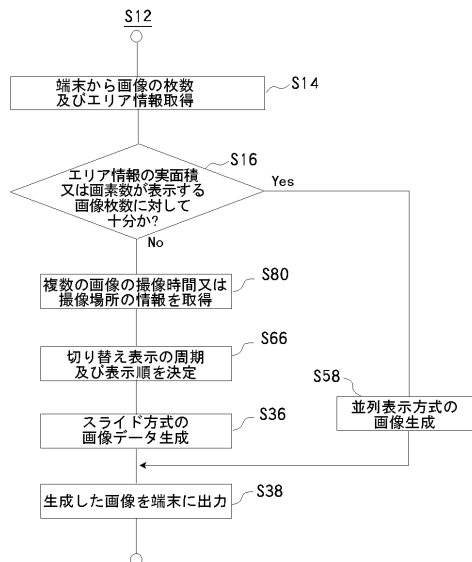 S12
端末から画像の枚数
及びエリア情報取得
S14
エリア情報の実面積
又は画素数が表示する
画像枚数に対して
十分か?
S16
Yes
No
複数の画像の撮像時間又は
撮像場所の情報を取得
S80
切り替え表示の周期
及び表示順を決定
S66
スライド方式の
画像データ生成
S36
並列表示方式の
画像生成
S58
生成した画像を端末に出力
S38